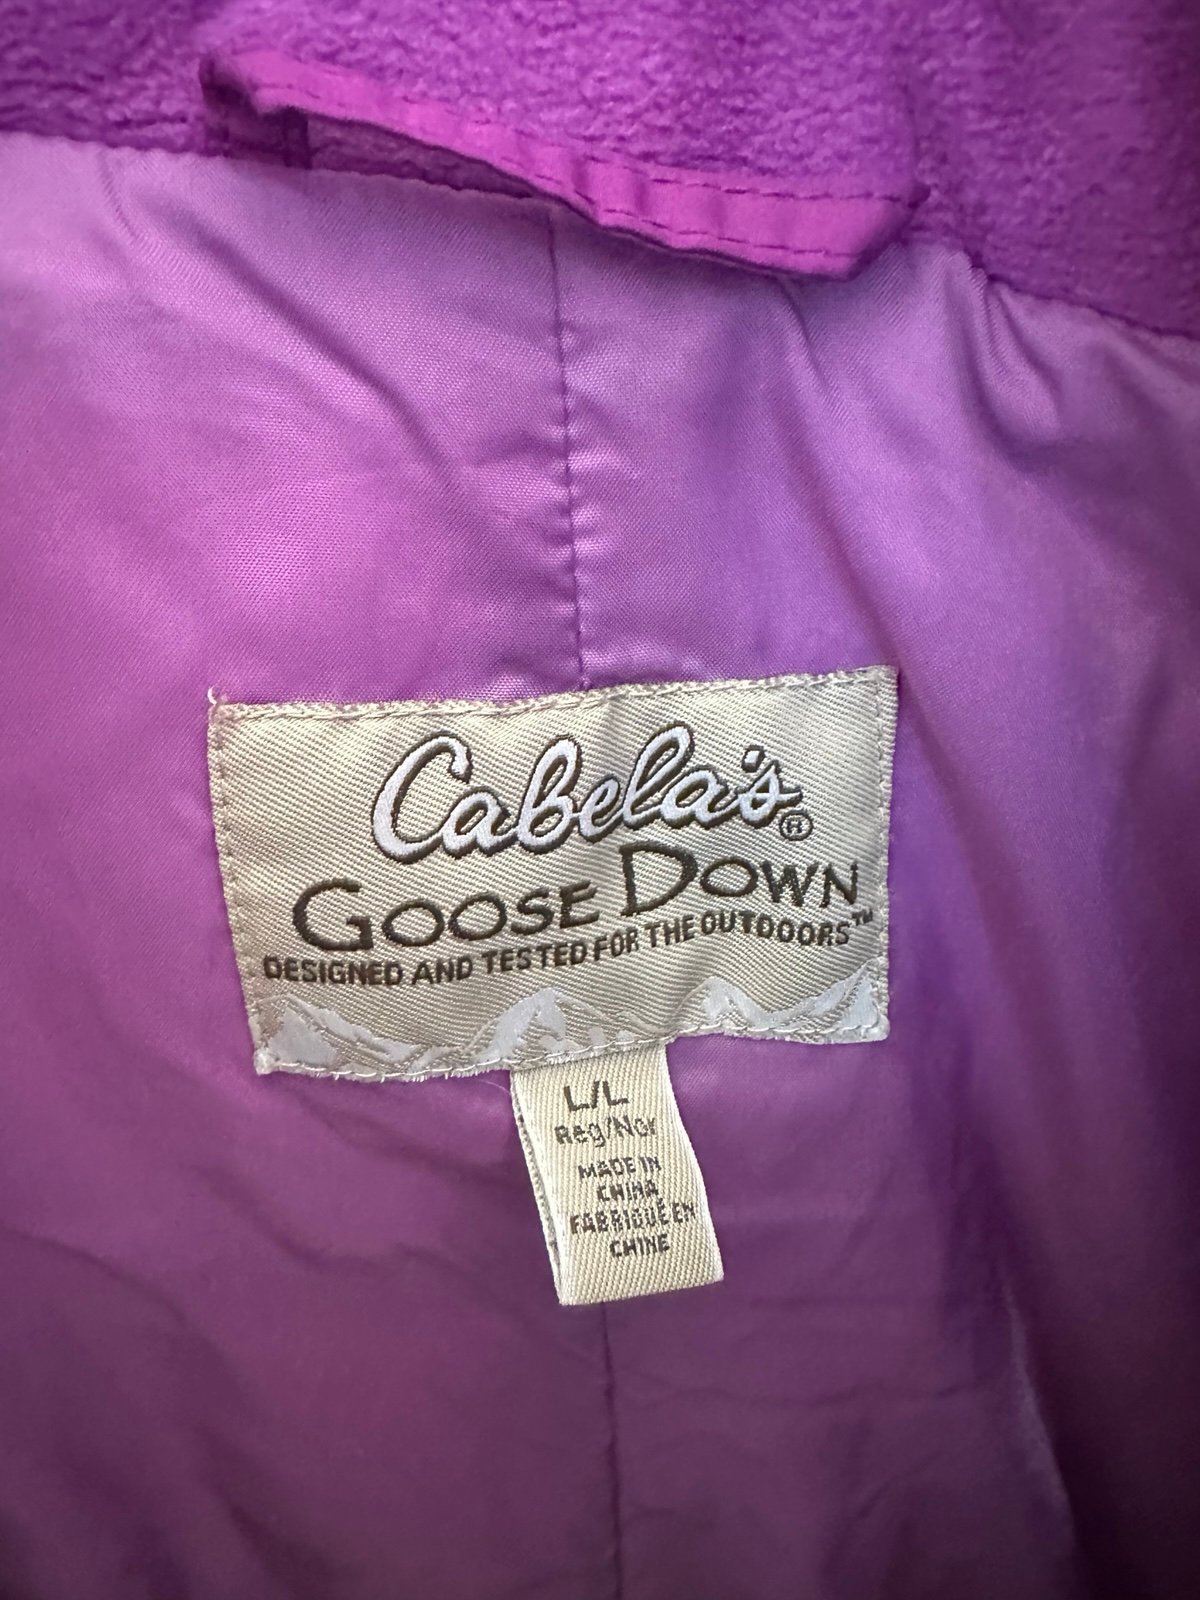 Cabela's®
GOOSE DOWN
DESIGNED AND TESTED FOR THE OUTDOORS™
L/L
Reg/Nor
MADE IN
CHINA
FABRIQUÉ EN
CHINE